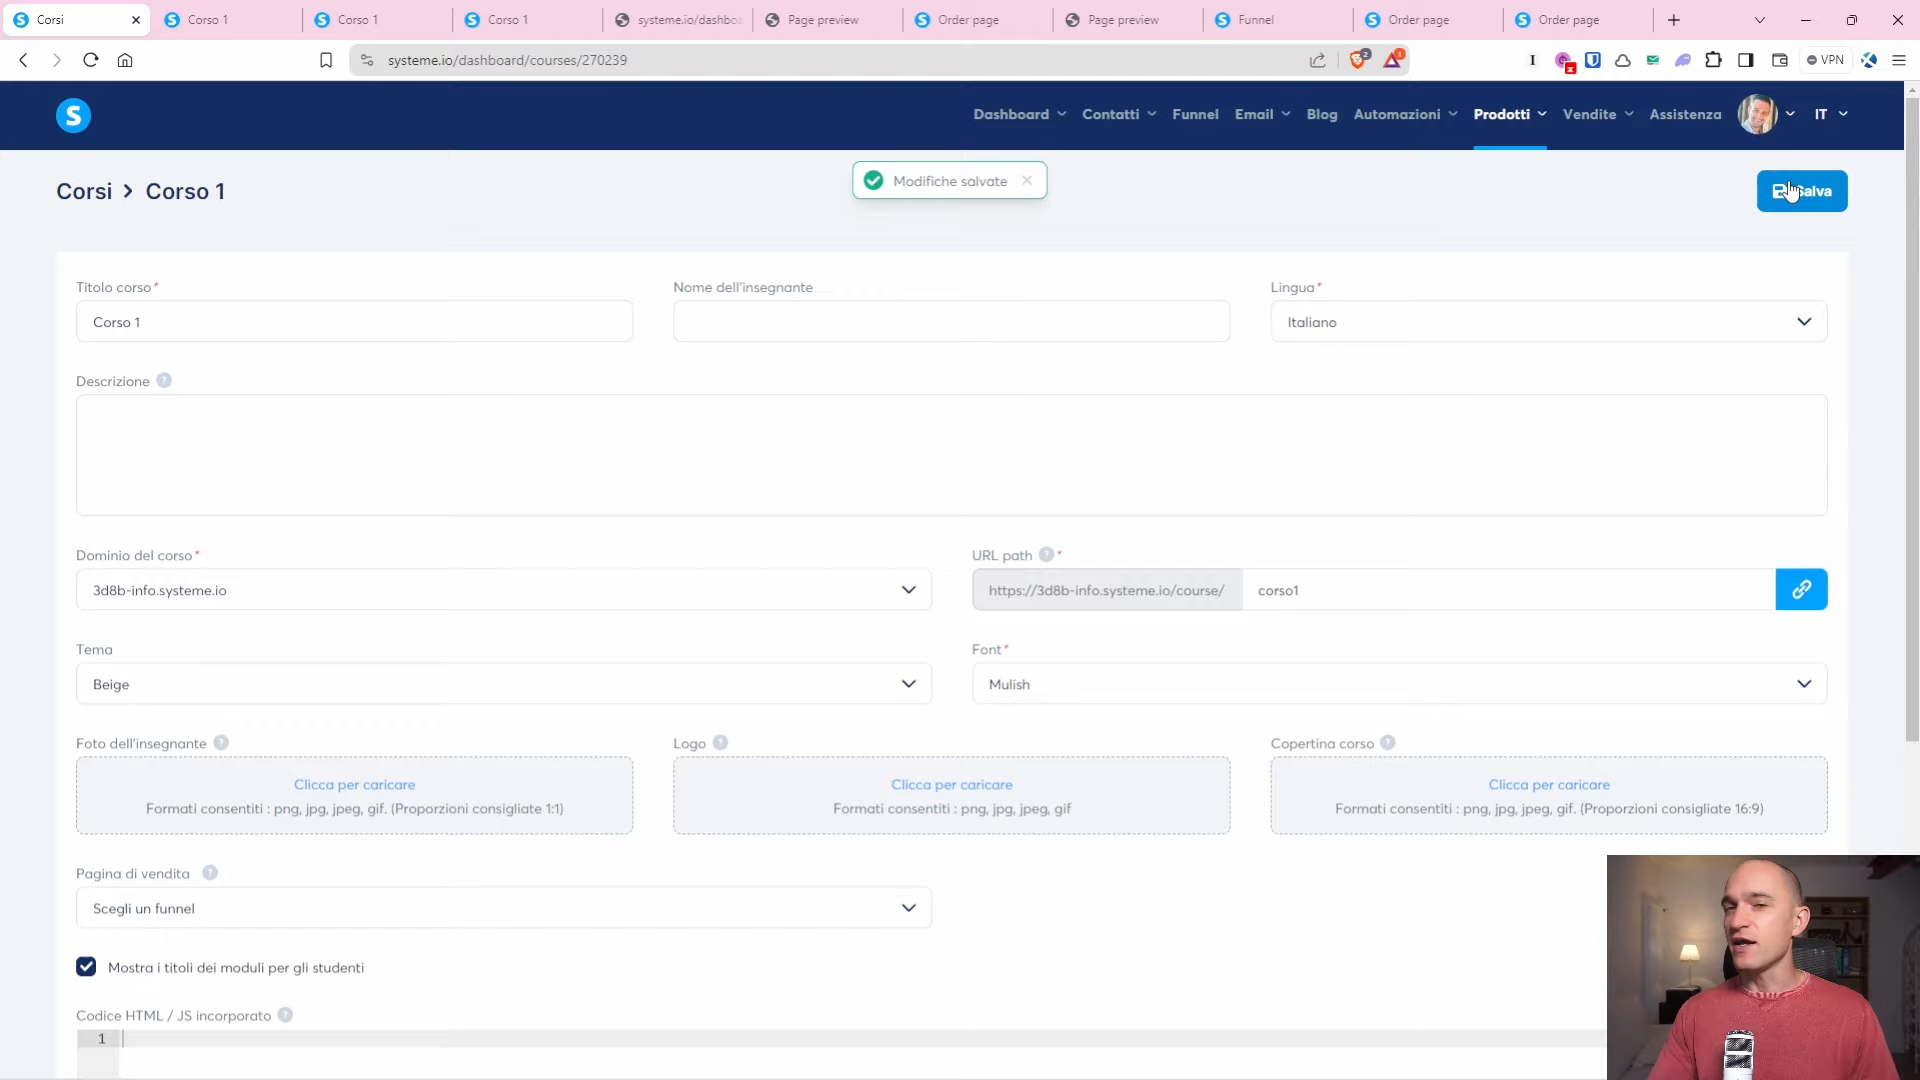 Corsi
Corso 1
Corso 1
Corso 1
systeme.io/dashbo
Page preview
Order page
Page preview
Funnel
Order page
Order page
systeme.io/dashboard/courses/270239
2
1
VPN
S
Dashboard
Contatti
Funnel
Email
Blog
Automazioni
Prodotti
Vendite
Assistenza
IT
Corsi > Corso 1
Modifiche salvate
Salva
Titolo corso*
Nome dell'insegnante
Lingua*
Corso 1
Italiano
Descrizione ?
Dominio del corso*
URL path ? *
3d8b-info.systeme.io
https://3d8b-info.systeme.io/course/
corso1
Tema
Font*
Beige
Mulish
Foto dell'insegnante ?
Logo ?
Copertina corso ?
Clicca per caricare
Formati consentiti : png, jpg, jpeg, gif. (Proporzioni consigliate 1:1)
Clicca per caricare
Formati consentiti : png, jpg, jpeg, gif
Clicca per caricare
Formati consentiti : png, jpg, jpeg, gif. (Proporzioni consigliate 16:9)
Pagina di vendita ?
Scegli un funnel
Mostra i titoli dei moduli per gli studenti
Codice HTML / JS incorporato ?
1